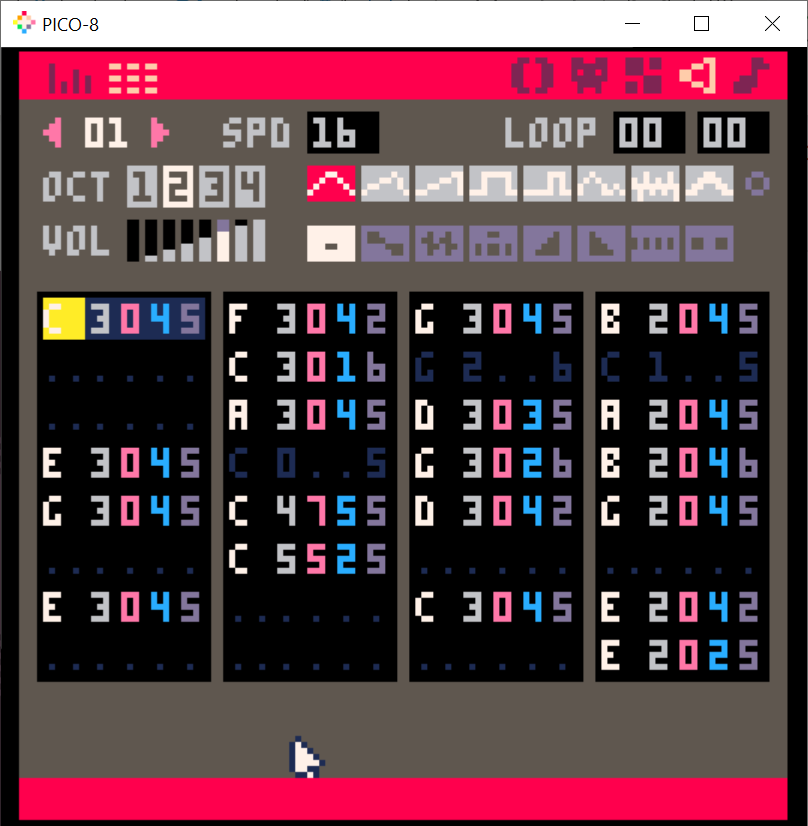 PICO-8
01 SPD 16 LOOP 00 00
OCT 1 2 3 4
VOL
C 3045 F 3042 G 3045 B 2045
...... C 3016 G 2..6 C 1..5
...... A 3045 D 3035 A 2045
E 3045 C 0..5 G 3026 B 2046
G 3045 C 4755 D 3042 G 2045
...... C 5525 ...... ......
E 3045 ...... C 3045 E 2042
...... ...... ...... E 2025